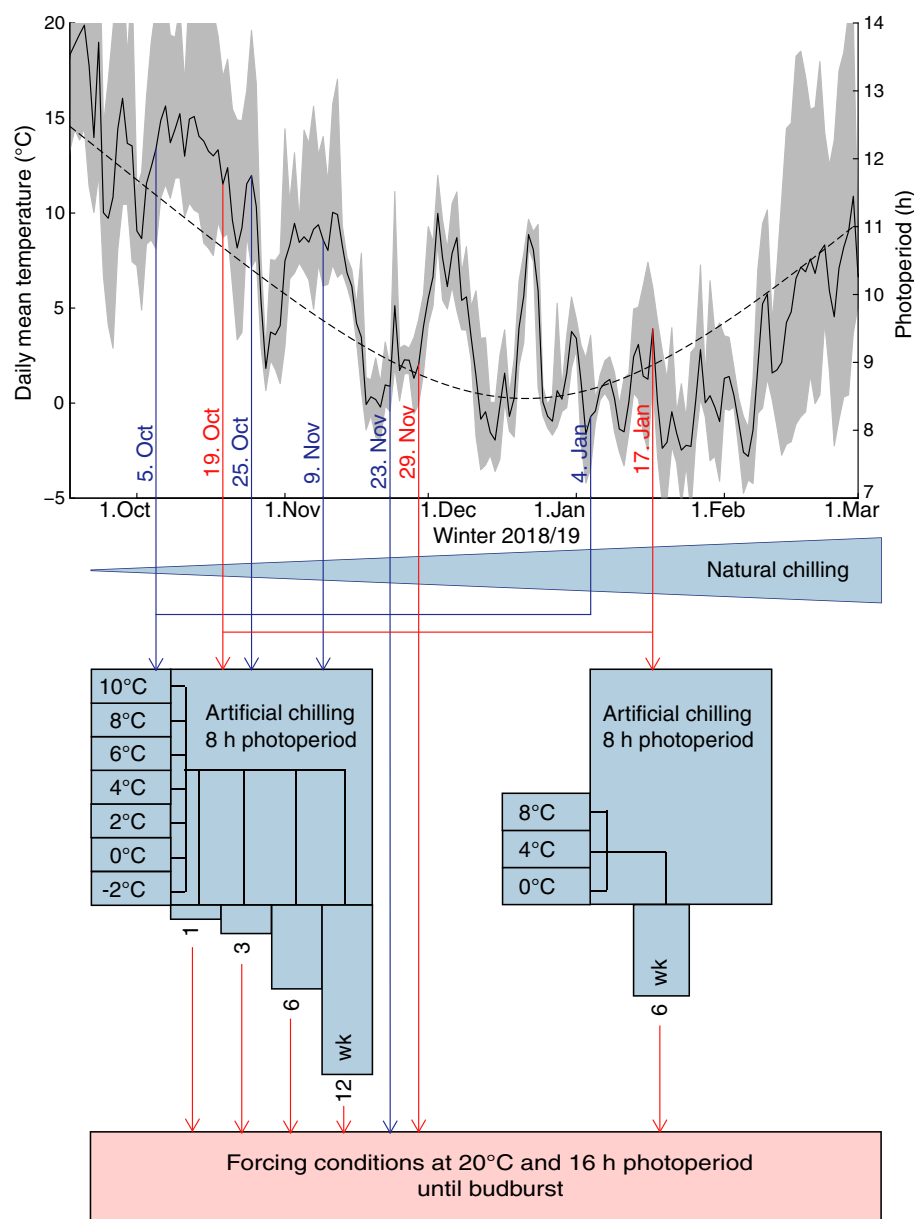 20
15
10
5
0
−5
Daily mean temperature (°C)
14
13
12
11
10
9
8
7
Photoperiod (h)
5. Oct
19. Oct
25. Oct
9. Nov
23. Nov
29. Nov
4. Jan
17. Jan
1.Oct
1.Nov
1.Dec
1.Jan
1.Feb
1.Mar
Winter 2018/19
Natural chilling
10°C
8°C
6°C
4°C
2°C
0°C
-2°C
Artificial chilling
8 h photoperiod
1
3
6
12 wk
Artificial chilling
8 h photoperiod
8°C
4°C
0°C
6 wk
Forcing conditions at 20°C and 16 h photoperiod
until budburst